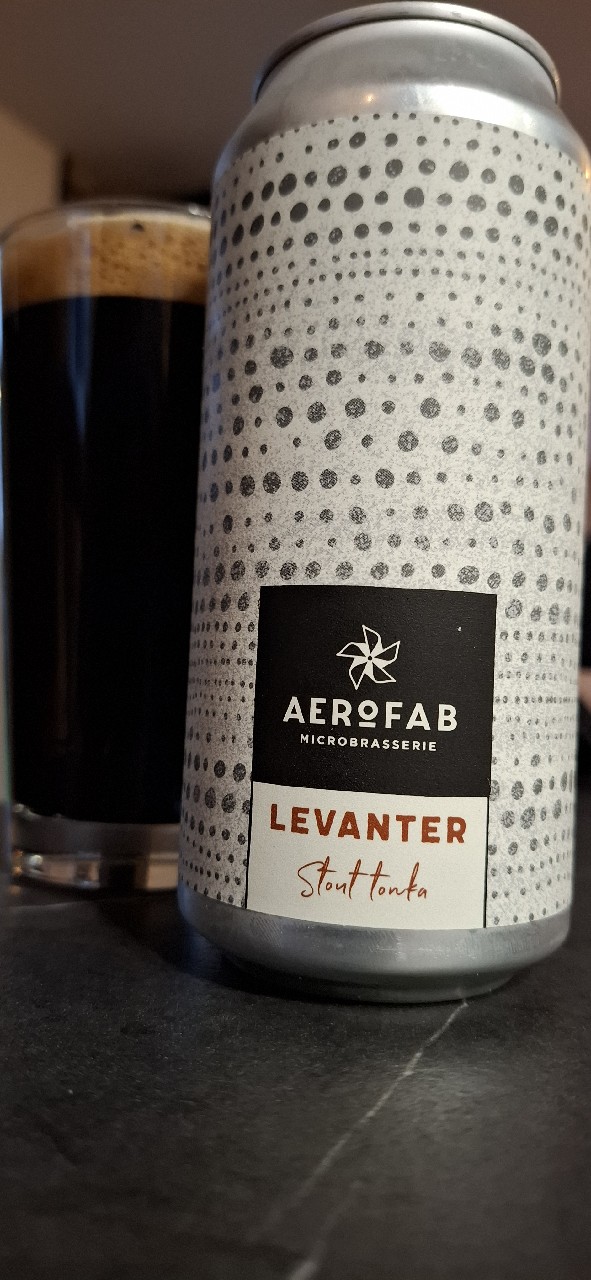 AEROFAB
MICROBRASSERIE
LEVANTER
Stout tonka